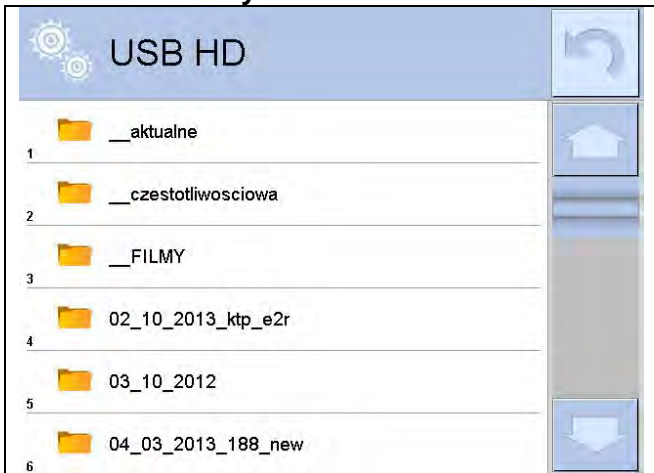 USB HD
__aktualne
1
__czestotliwosciowa
2
__FILMY
3
02_10_2013_ktp_e2r
4
03_10_2012
5
04_03_2013_188_new
6